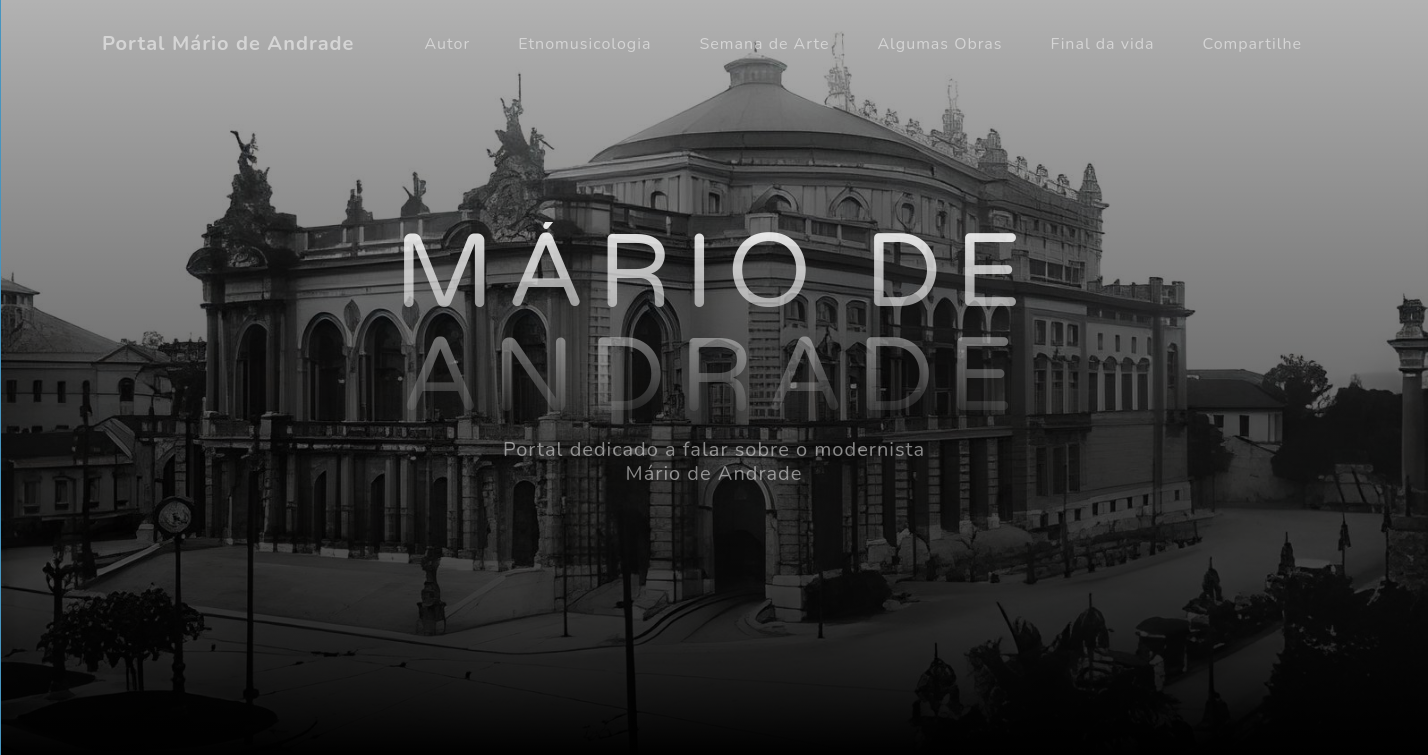 Portal Mário de Andrade Autor Etnomusicologia Semana de Arte Algumas Obras Final da vida Compartilhe
MÁRIO DE
ANDRADE
Portal dedicado a falar sobre o modernista
Mário de Andrade